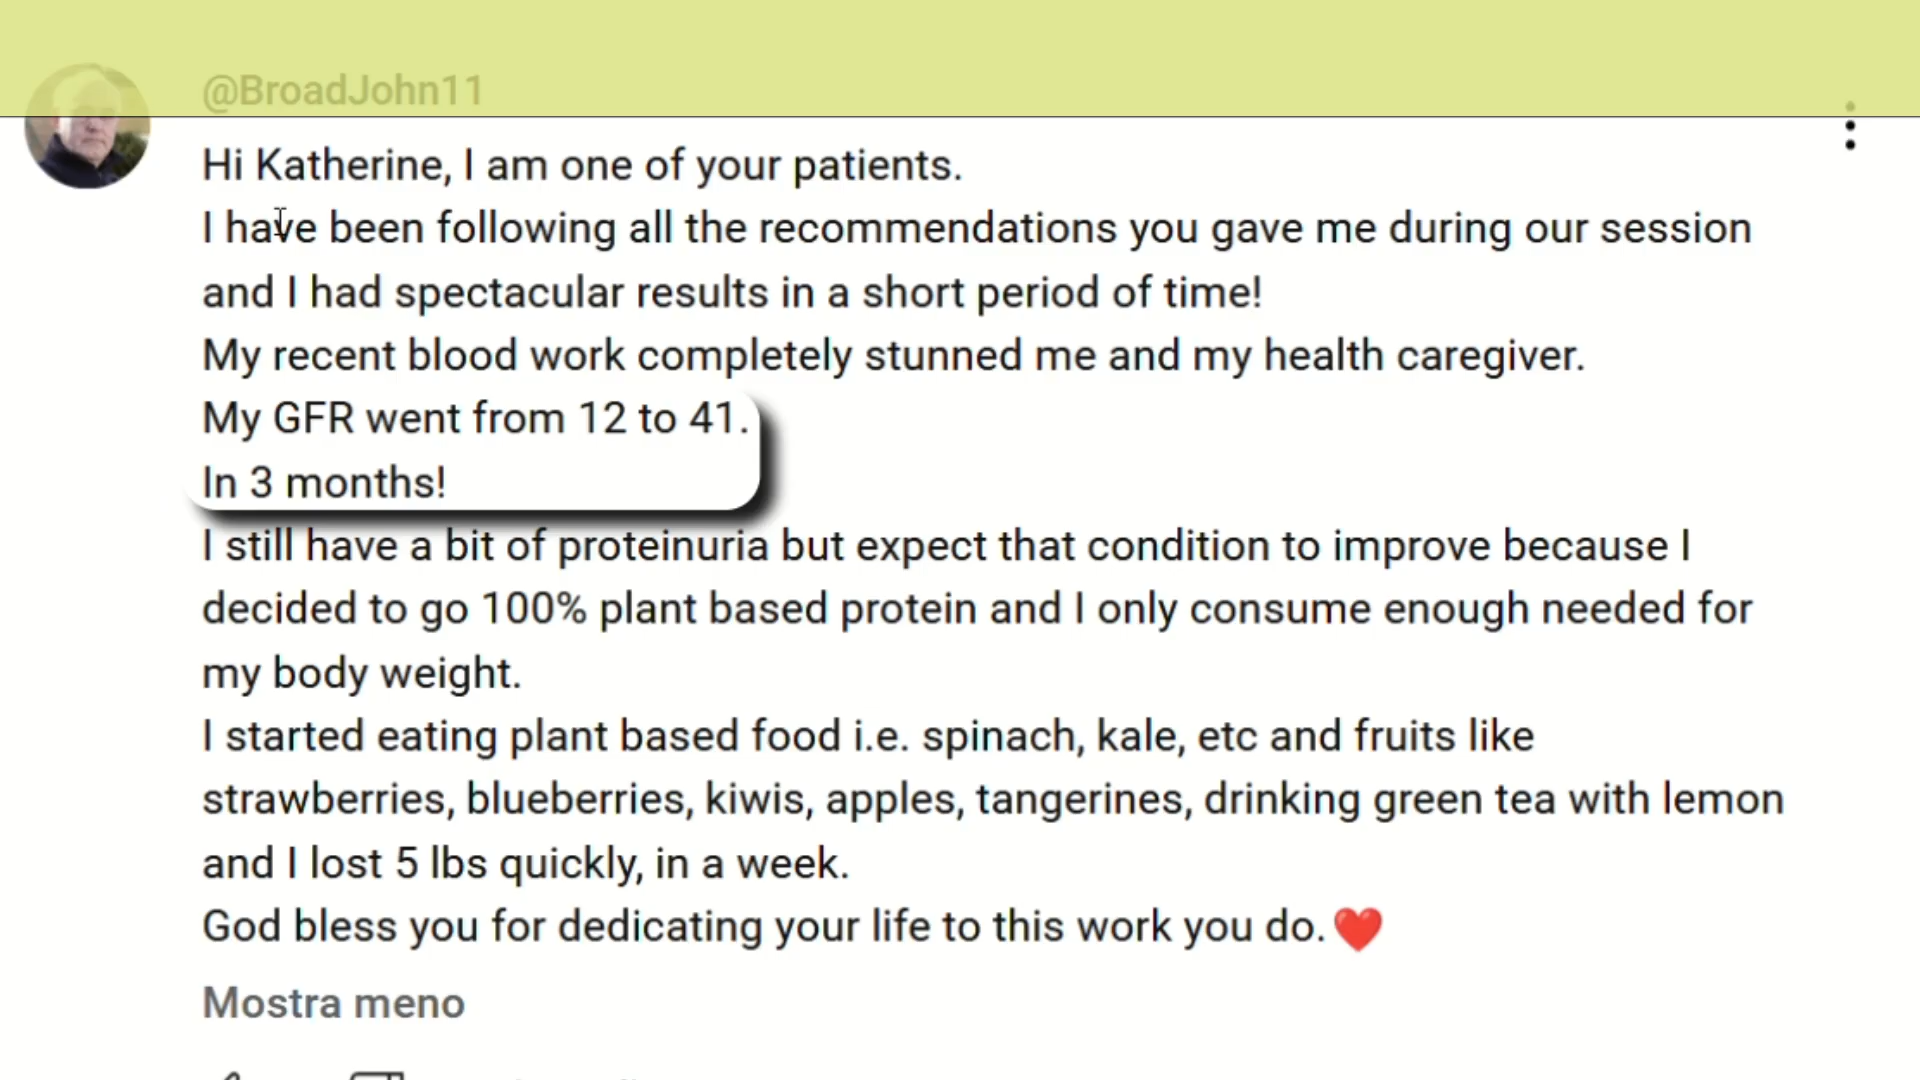 @BroadJohn11
Hi Katherine, I am one of your patients.
I have been following all the recommendations you gave me during our session
and I had spectacular results in a short period of time!
My recent blood work completely stunned me and my health caregiver.
My GFR went from 12 to 41.
In 3 months!
I still have a bit of proteinuria but expect that condition to improve because I
decided to go 100% plant based protein and I only consume enough needed for
my body weight.
I started eating plant based food i.e. spinach, kale, etc and fruits like
strawberries, blueberries, kiwis, apples, tangerines, drinking green tea with lemon
and I lost 5 lbs quickly, in a week.
God bless you for dedicating your life to this work you do.❤️
Mostra meno